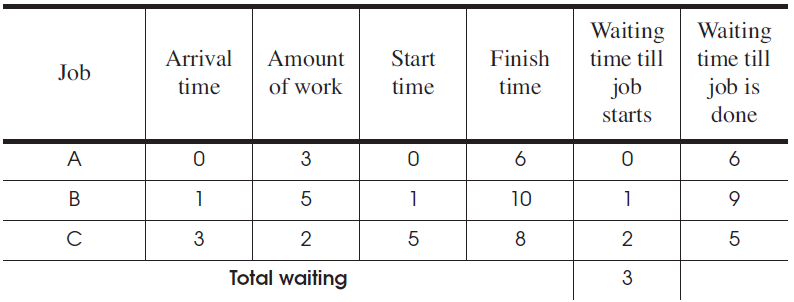 Job Arrival time Amount of work Start time Finish time Waiting time till job starts Waiting time till job is done
A 0 3 0 6 0 6
B 1 5 1 10 1 9
C 3 2 5 8 2 5
Total waiting 3